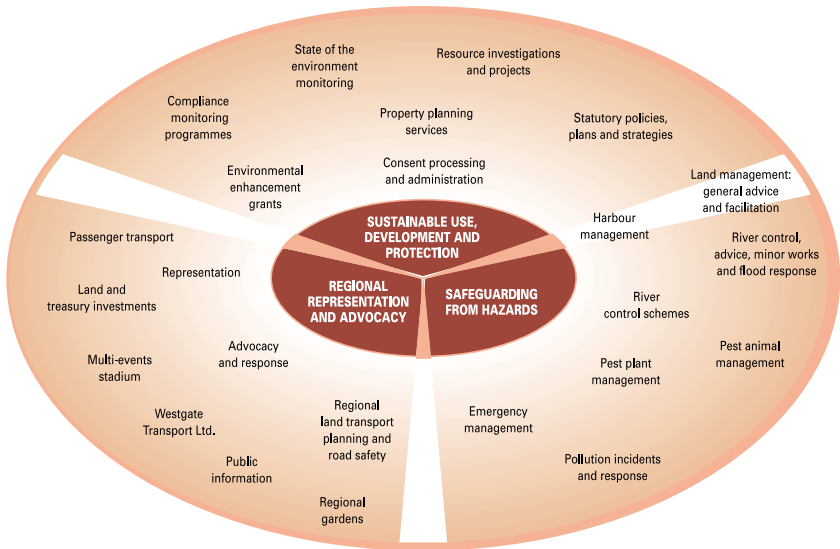 State of the
environment
monitoring
Resource investigations
and projects
Compliance
monitoring
programmes
Property planning
services
Statutory policies,
plans and strategies
Environmental
enhancement
grants
Consent processing
and administration
Land management:
general advice
and facilitation
SUSTAINABLE USE,
DEVELOPMENT AND
PROTECTION
REGIONAL
REPRESENTATION
AND ADVOCACY
SAFEGUARDING
FROM HAZARDS
Passenger transport
Representation
Land and
treasury investments
Advocacy
and response
Multi-events
stadium
Westgate
Transport Ltd.
Regional
land transport
planning and
road safety
Public
information
Regional
gardens
Harbour
management
River control,
advice, minor works
and flood response
River
control schemes
Pest animal
management
Pest plant
management
Emergency
management
Pollution incidents
and response